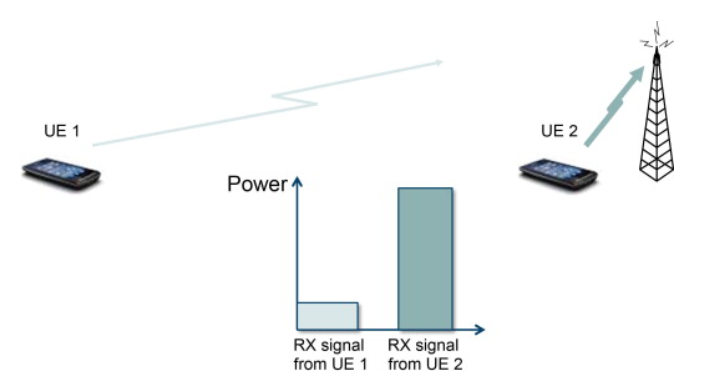 UE 1
UE 2
Power
RX signal
from UE 1
RX signal
from UE 2